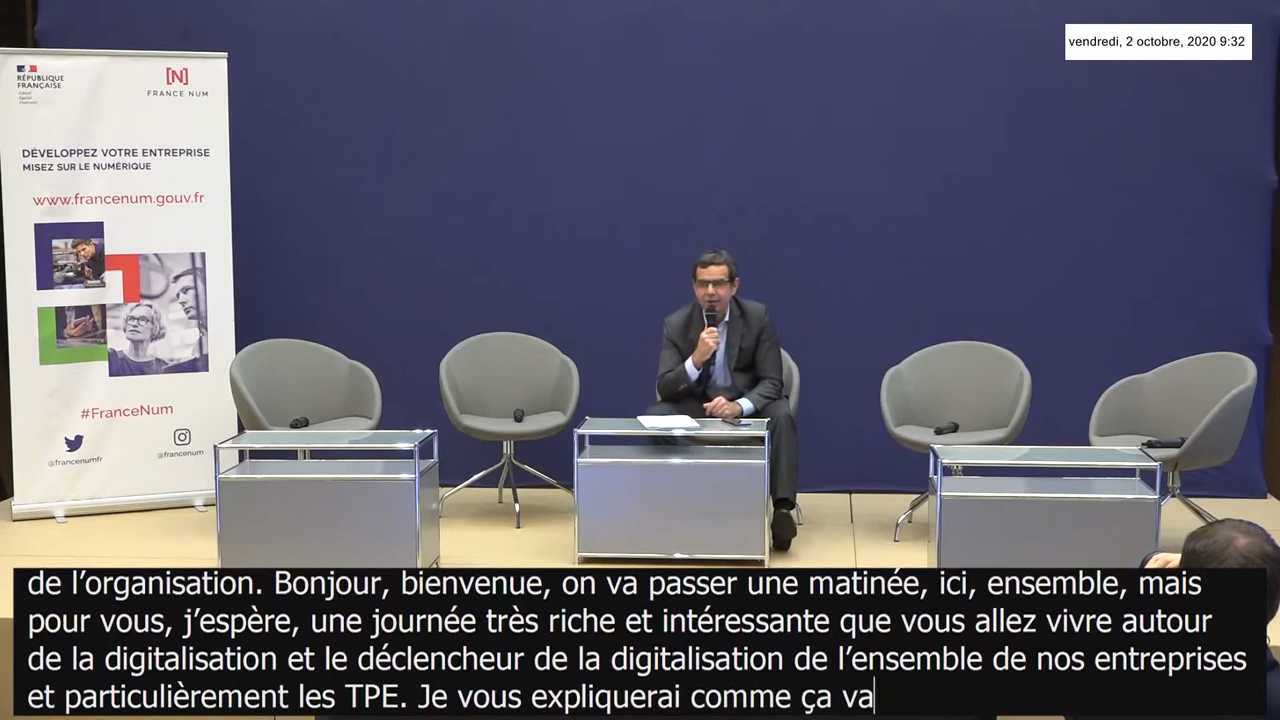 vendredi, 2 octobre, 2020 9:32
RÉPUBLIQUE
FRANÇAISE
Liberté
Égalité
Fraternité
[N]
FRANCE NUM
DÉVELOPPEZ VOTRE ENTREPRISE
MISEZ SUR LE NUMÉRIQUE
www.francenum.gouv.fr
#FranceNum
@francenumfr
@francenum
de l’organisation. Bonjour, bienvenue, on va passer une matinée, ici, ensemble, mais
pour vous, j’espère, une journée très riche et intéressante que vous allez vivre autour
de la digitalisation et le déclencheur de la digitalisation de l’ensemble de nos entreprises
et particulièrement les TPE. Je vous expliquerai comme ça va